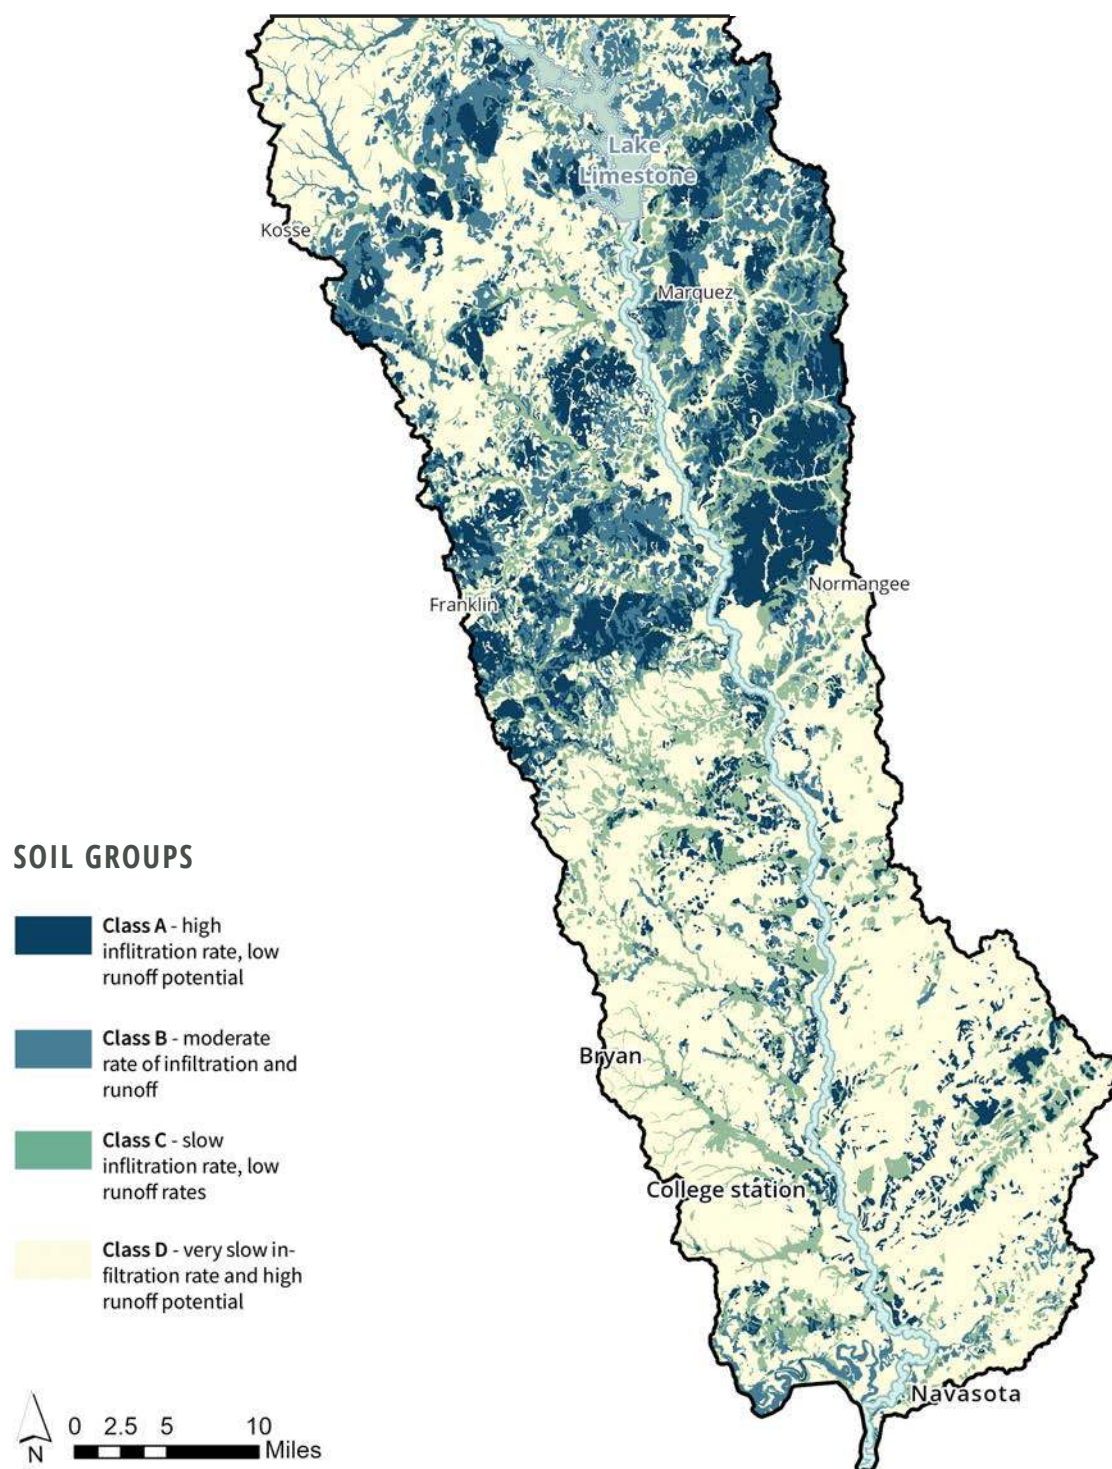 Lake
Limestone
Kosse
Marquez
Normangee
Franklin
SOIL GROUPS
Class A - high
inflitration rate, low
runoff potential
Class B - moderate
rate of infiltration and
runoff
Class C - slow
inflitration rate, low
runoff rates
Class D - very slow in-
filtration rate and high
runoff potential
Bryan
College station
Navasota
N
0 2.5 5 10
Miles